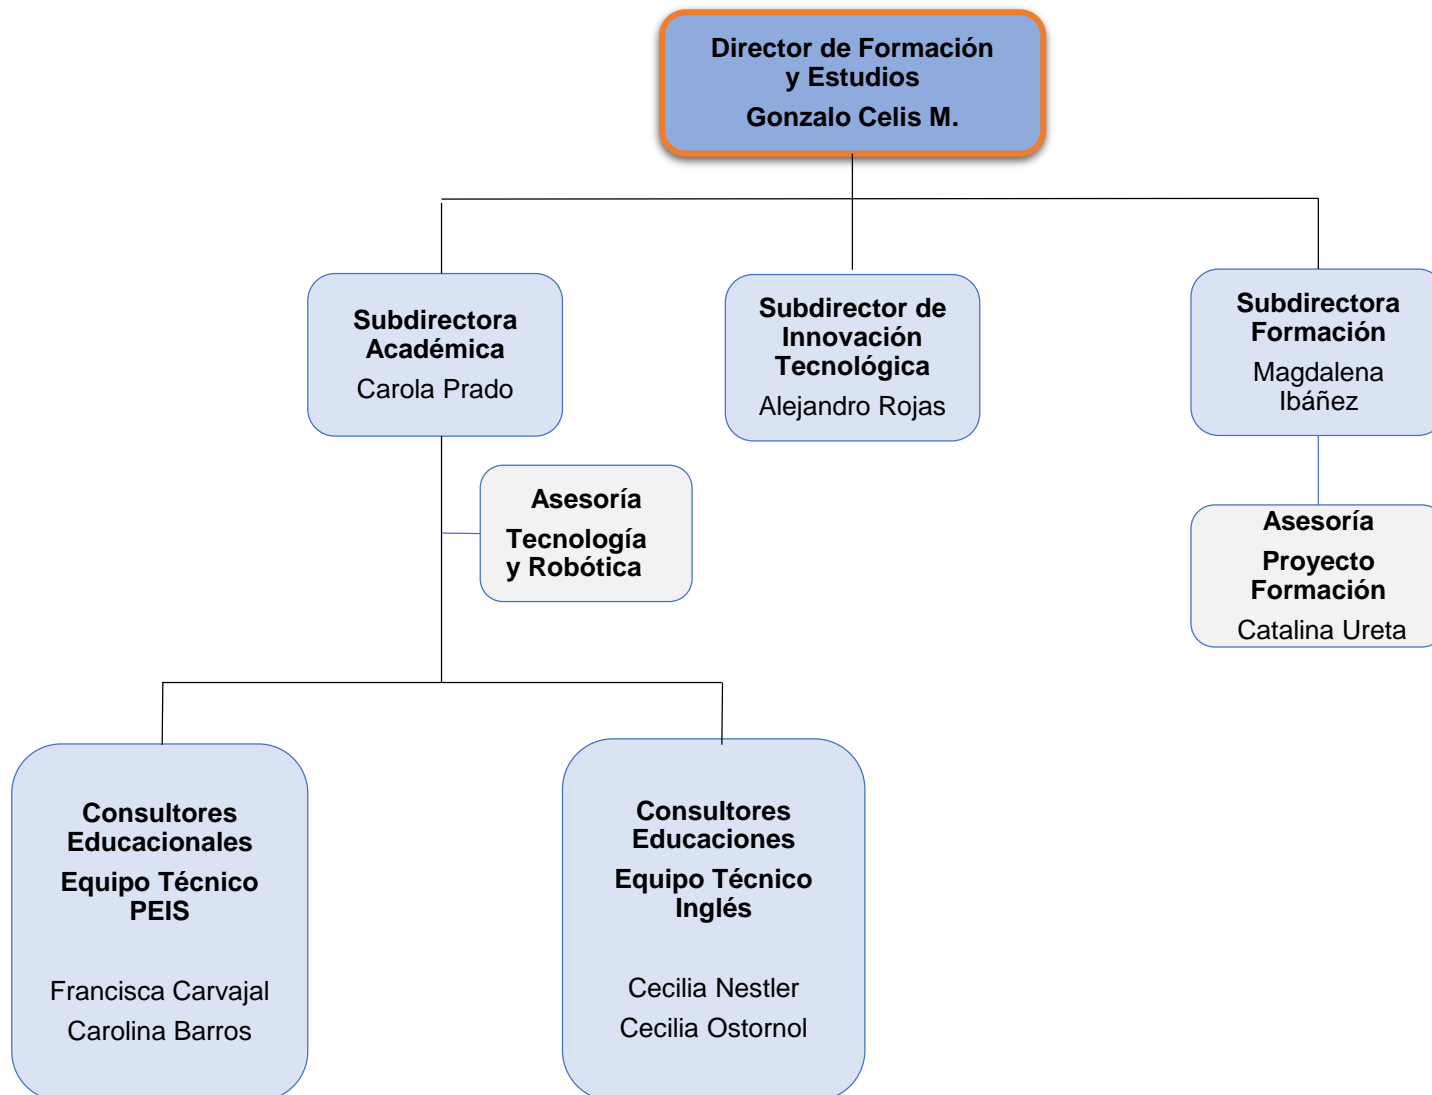 Director de Formación
y Estudios
Gonzalo Celis M.
Subdirectora
Académica
Carola Prado
Subdirector de
Innovación
Tecnológica
Alejandro Rojas
Subdirectora
Formación
Magdalena
Ibáñez
Asesoría
Tecnología
y Robótica
Asesoría
Proyecto
Formación
Catalina Ureta
Consultores
Educacionales
Equipo Técnico
PEIS
Francisca Carvajal
Carolina Barros
Consultores
Educaciones
Equipo Técnico
Inglés
Cecilia Nestler
Cecilia Ostornol